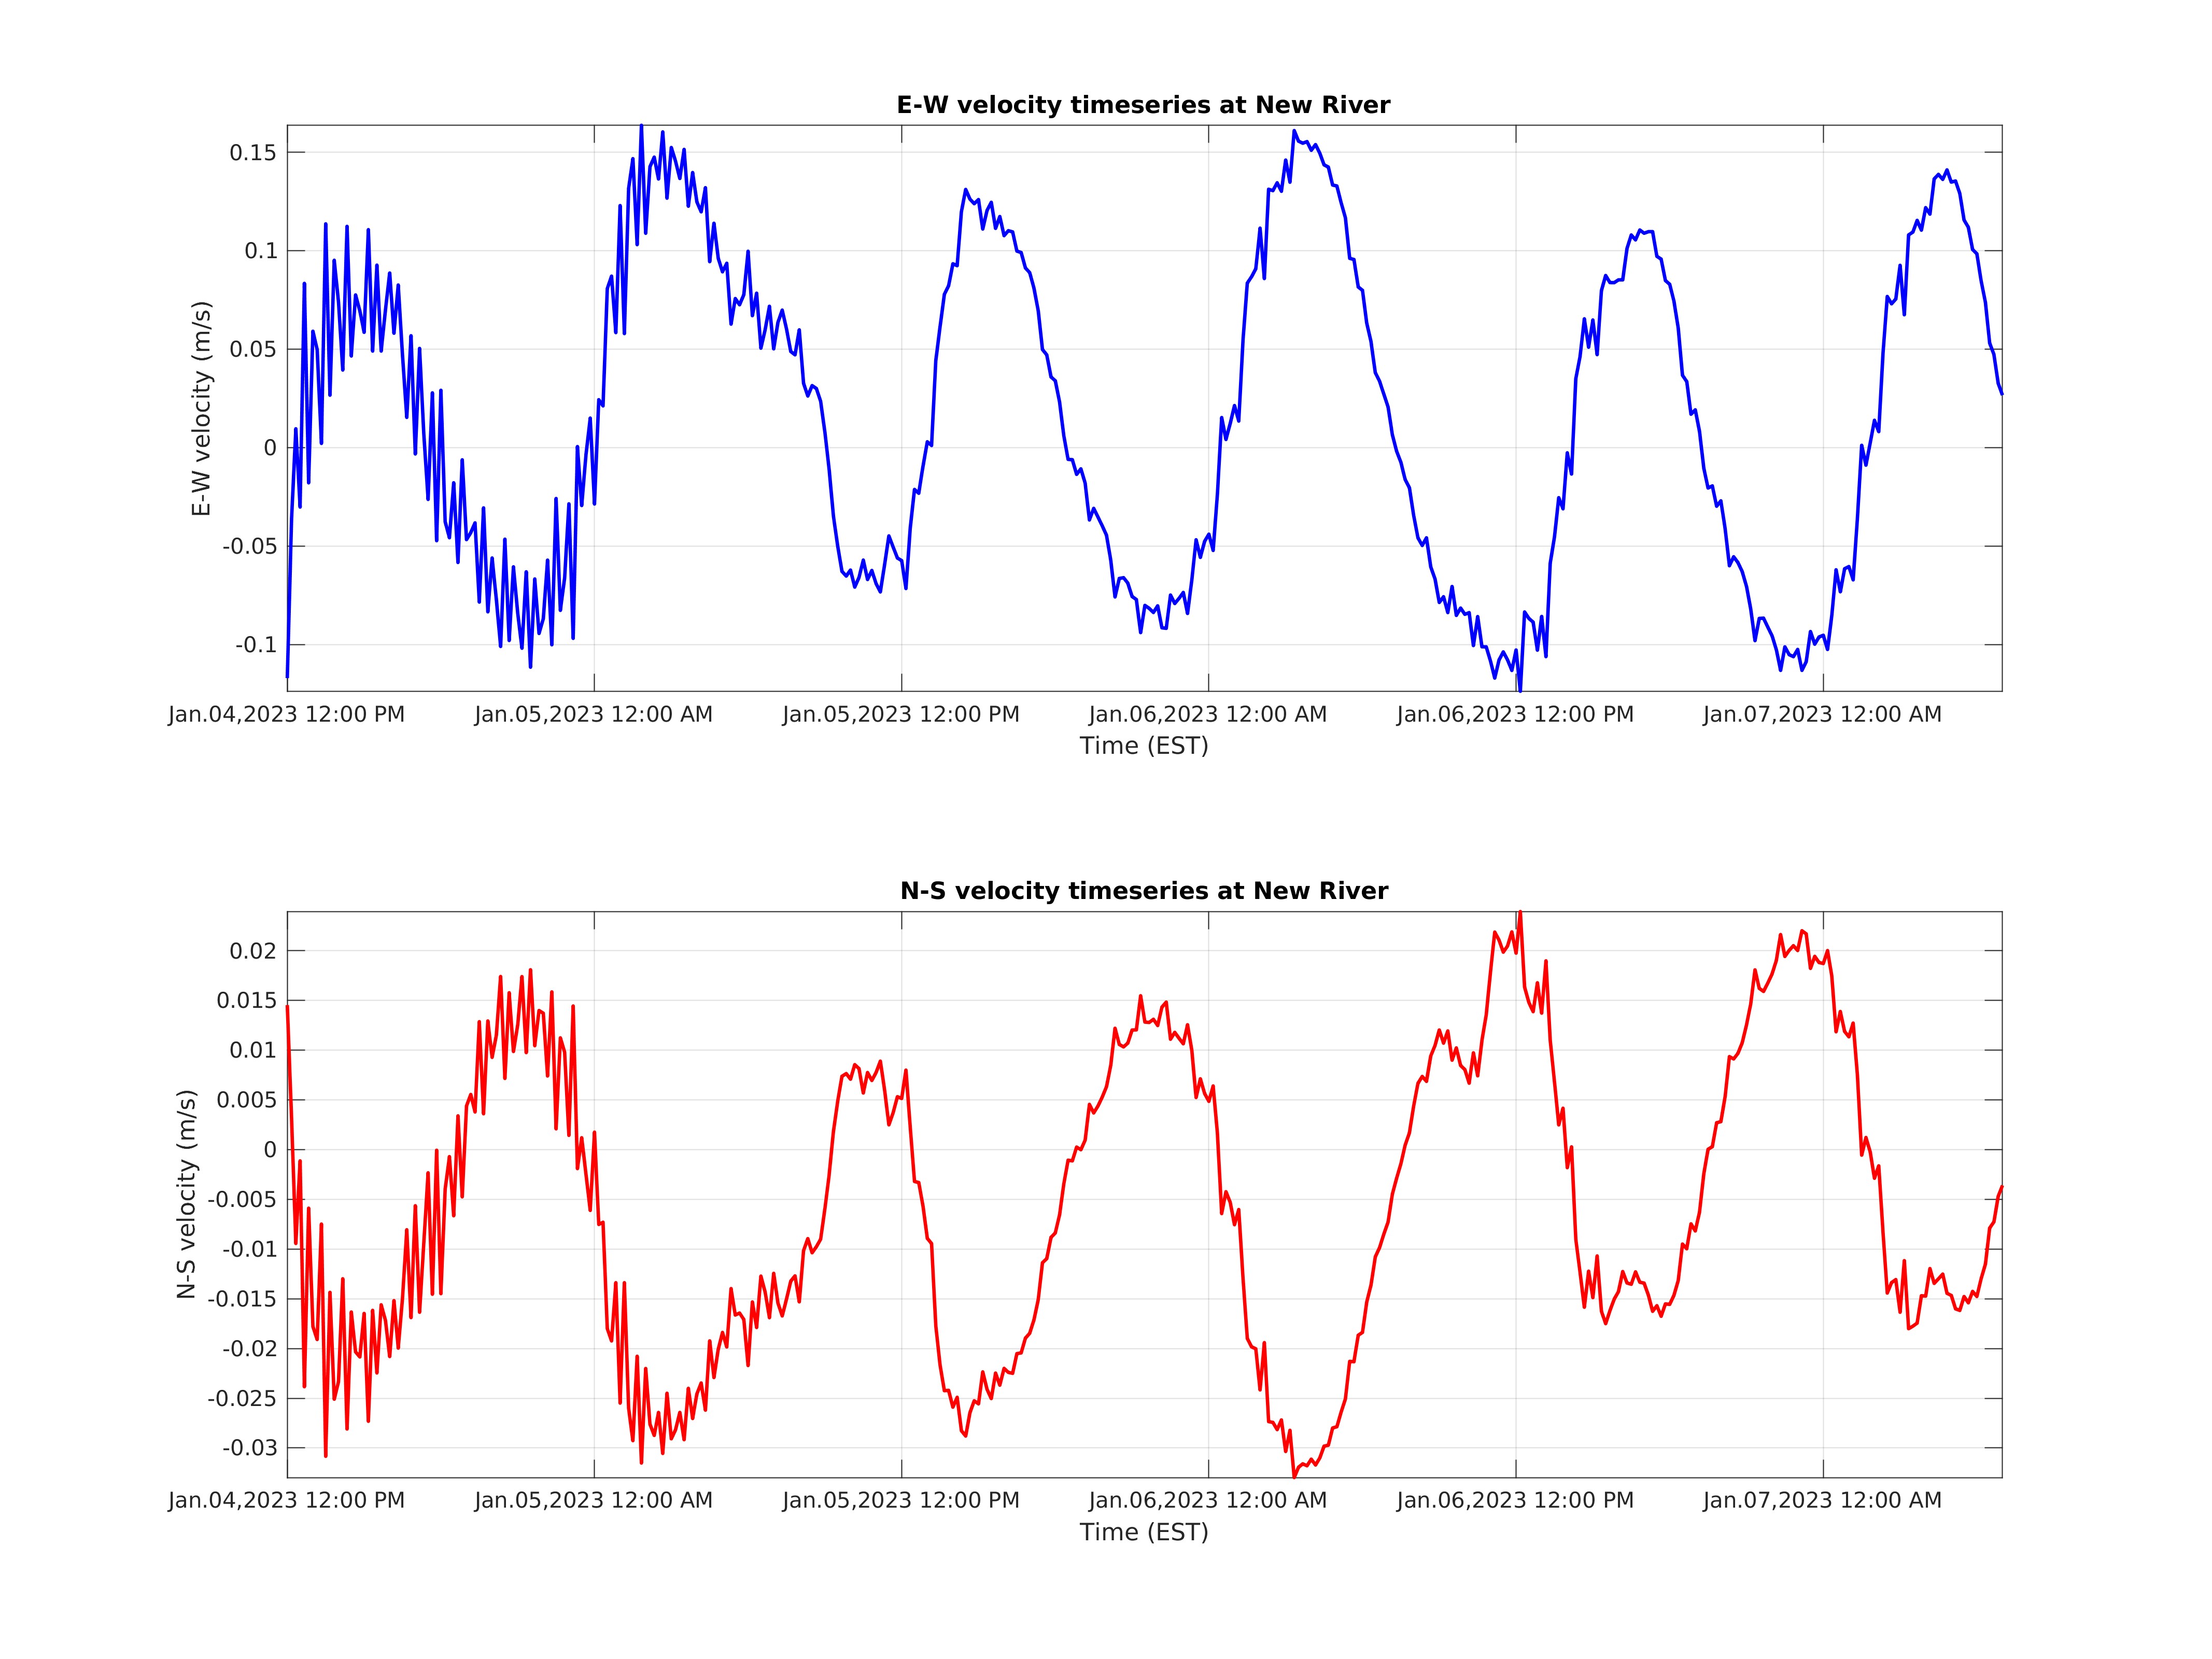 E-W velocity timeseries at New River
E-W velocity (m/s)
0.15
0.1
0.05
0
-0.05
-0.1
Jan.04,2023 12:00 PM Jan.05,2023 12:00 AM Jan.05,2023 12:00 PM Jan.06,2023 12:00 AM Jan.06,2023 12:00 PM Jan.07,2023 12:00 AM
Time (EST)
N-S velocity timeseries at New River
N-S velocity (m/s)
0.02
0.015
0.01
0.005
0
-0.005
-0.01
-0.015
-0.02
-0.025
-0.03
Jan.04,2023 12:00 PM Jan.05,2023 12:00 AM Jan.05,2023 12:00 PM Jan.06,2023 12:00 AM Jan.06,2023 12:00 PM Jan.07,2023 12:00 AM
Time (EST)